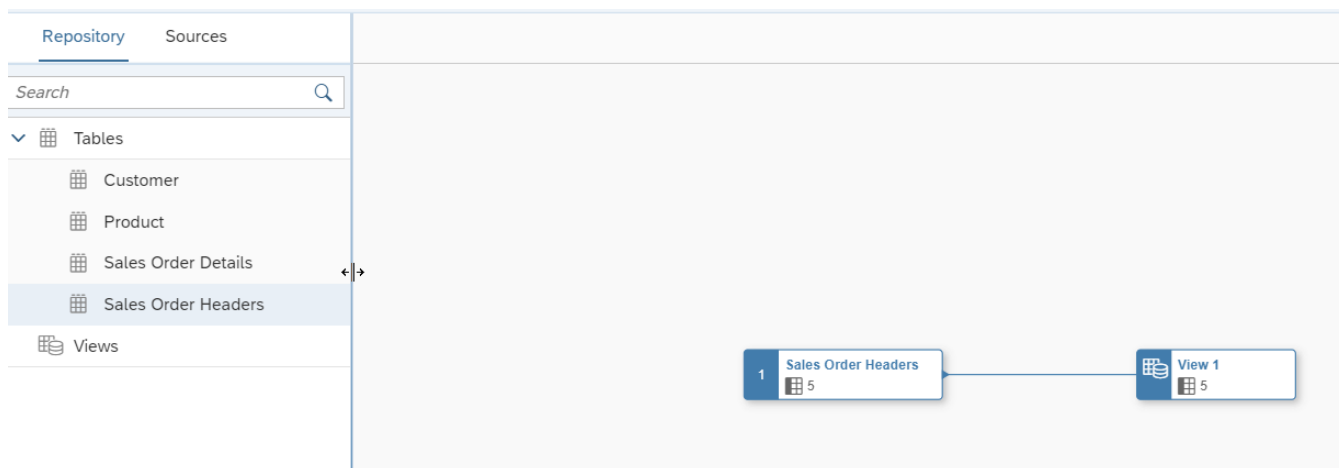 Repository Sources
Search
Tables
Customer
Product
Sales Order Details
Sales Order Headers
Views
1 Sales Order Headers
5
View 1
5